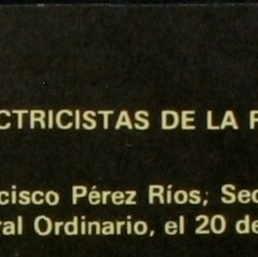 CTRICISTAS DE LA R
cisco Pérez Ríos; Sec
ral Ordinario, el 20 de